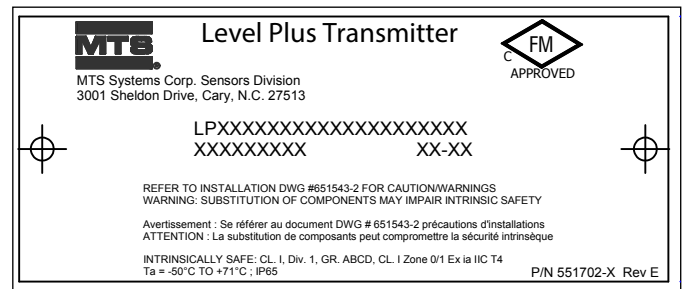 MTS
Level Plus Transmitter
C FM
APPROVED
MTS Systems Corp. Sensors Division
3001 Sheldon Drive, Cary, N.C. 27513
LPXXXXXXXXXXXXXXXXXXXX
XXXXXXXXX XX-XX
REFER TO INSTALLATION DWG #651543-2 FOR CAUTION/WARNINGS
WARNING: SUBSTITUTION OF COMPONENTS MAY IMPAIR INTRINSIC SAFETY
Avertissement : Se référer au document DWG # 651543-2 précautions d'installations
ATTENTION : La substitution de composants peut compromettre la sécurité intrinsèque
INTRINSICALLY SAFE: CL. I, Div. 1, GR. ABCD, CL. I Zone 0/1 Ex ia IIC T4
Ta = -50°C TO +71°C ; IP65
P/N 551702-X Rev E